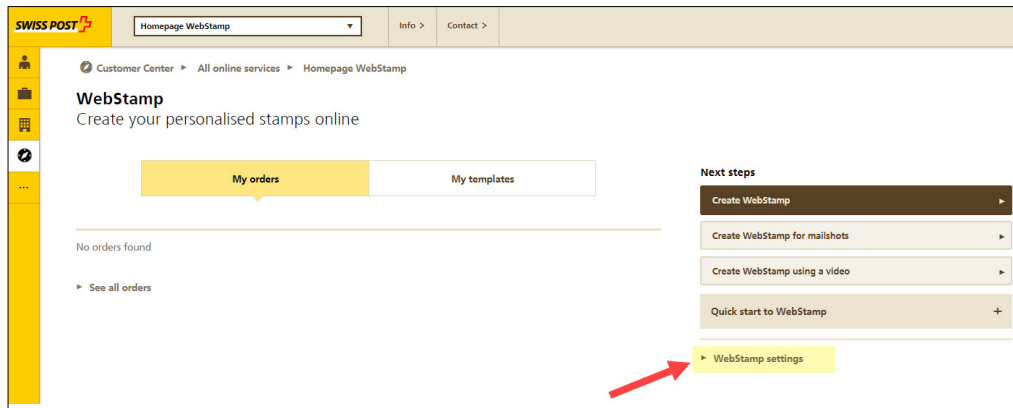 SWISS POST
Homepage WebStamp
Info >
Contact >
Customer Center ► All online services ► Homepage WebStamp
WebStamp
Create your personalised stamps online
My orders
My templates
No orders found
► See all orders
Next steps
Create WebStamp
Create WebStamp for mailshots
Create WebStamp using a video
Quick start to WebStamp +
► WebStamp settings
...